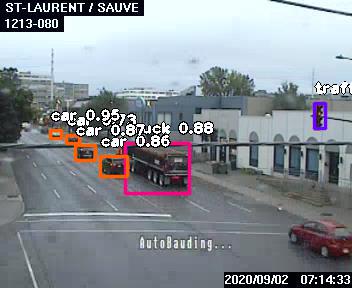 ST-LAURENT / SAUVE
1213-080
car 0.95
car 0.87
truck 0.88
car 0.86
AutoBauding...
2020/09/02 07:14:33